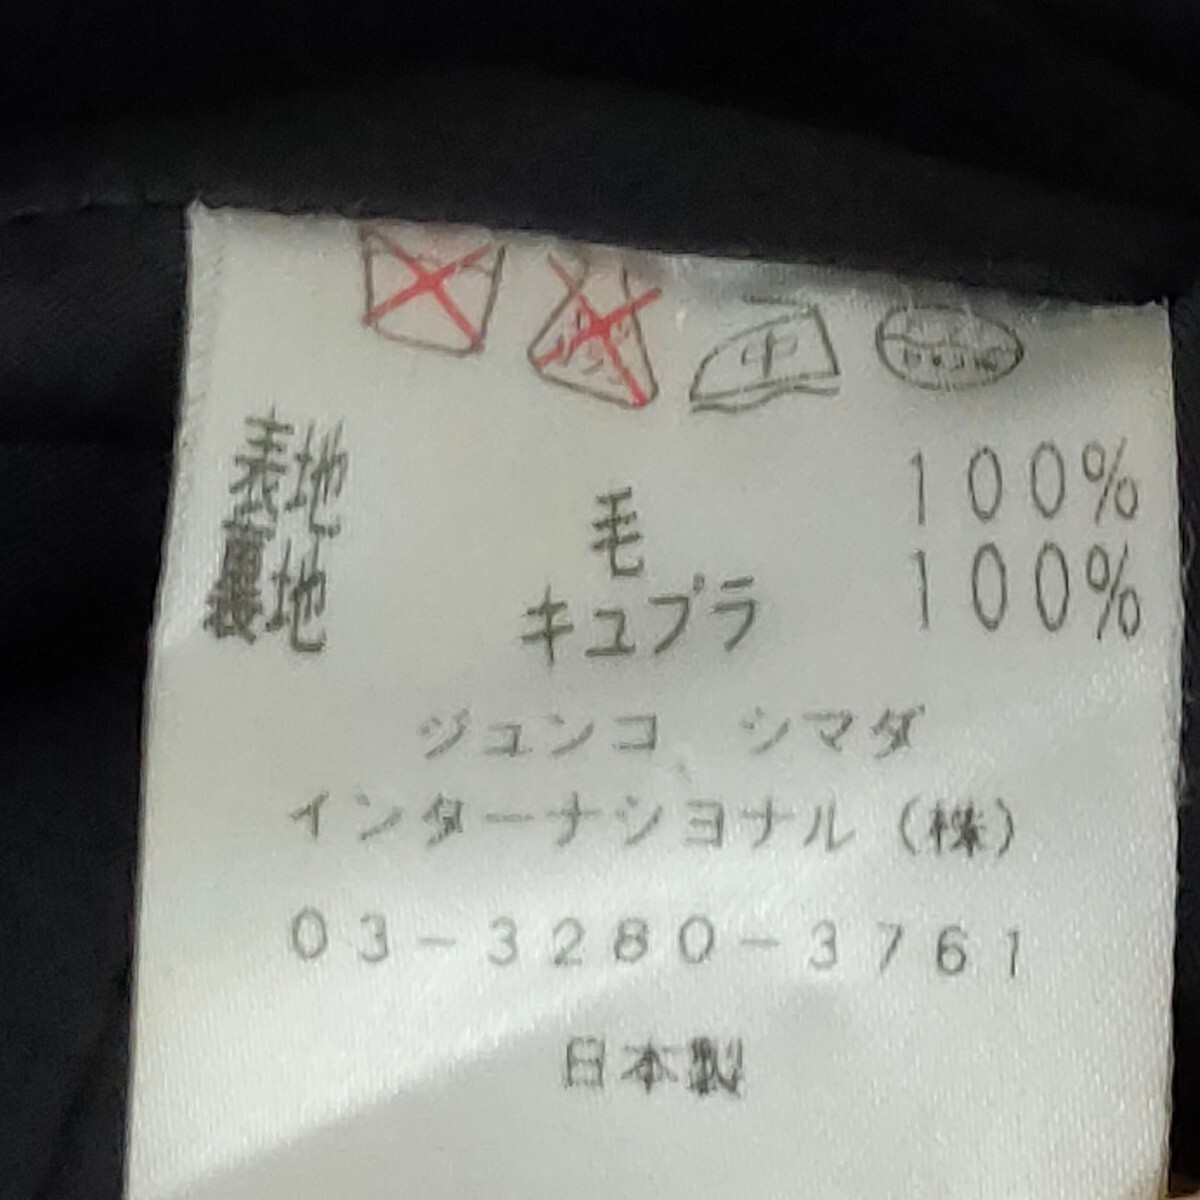 中
表地 毛 100%
裏地 キュプラ 100%
ジュンコ、シマダ
インターナショナル(株)
03-3280-3761
日本製